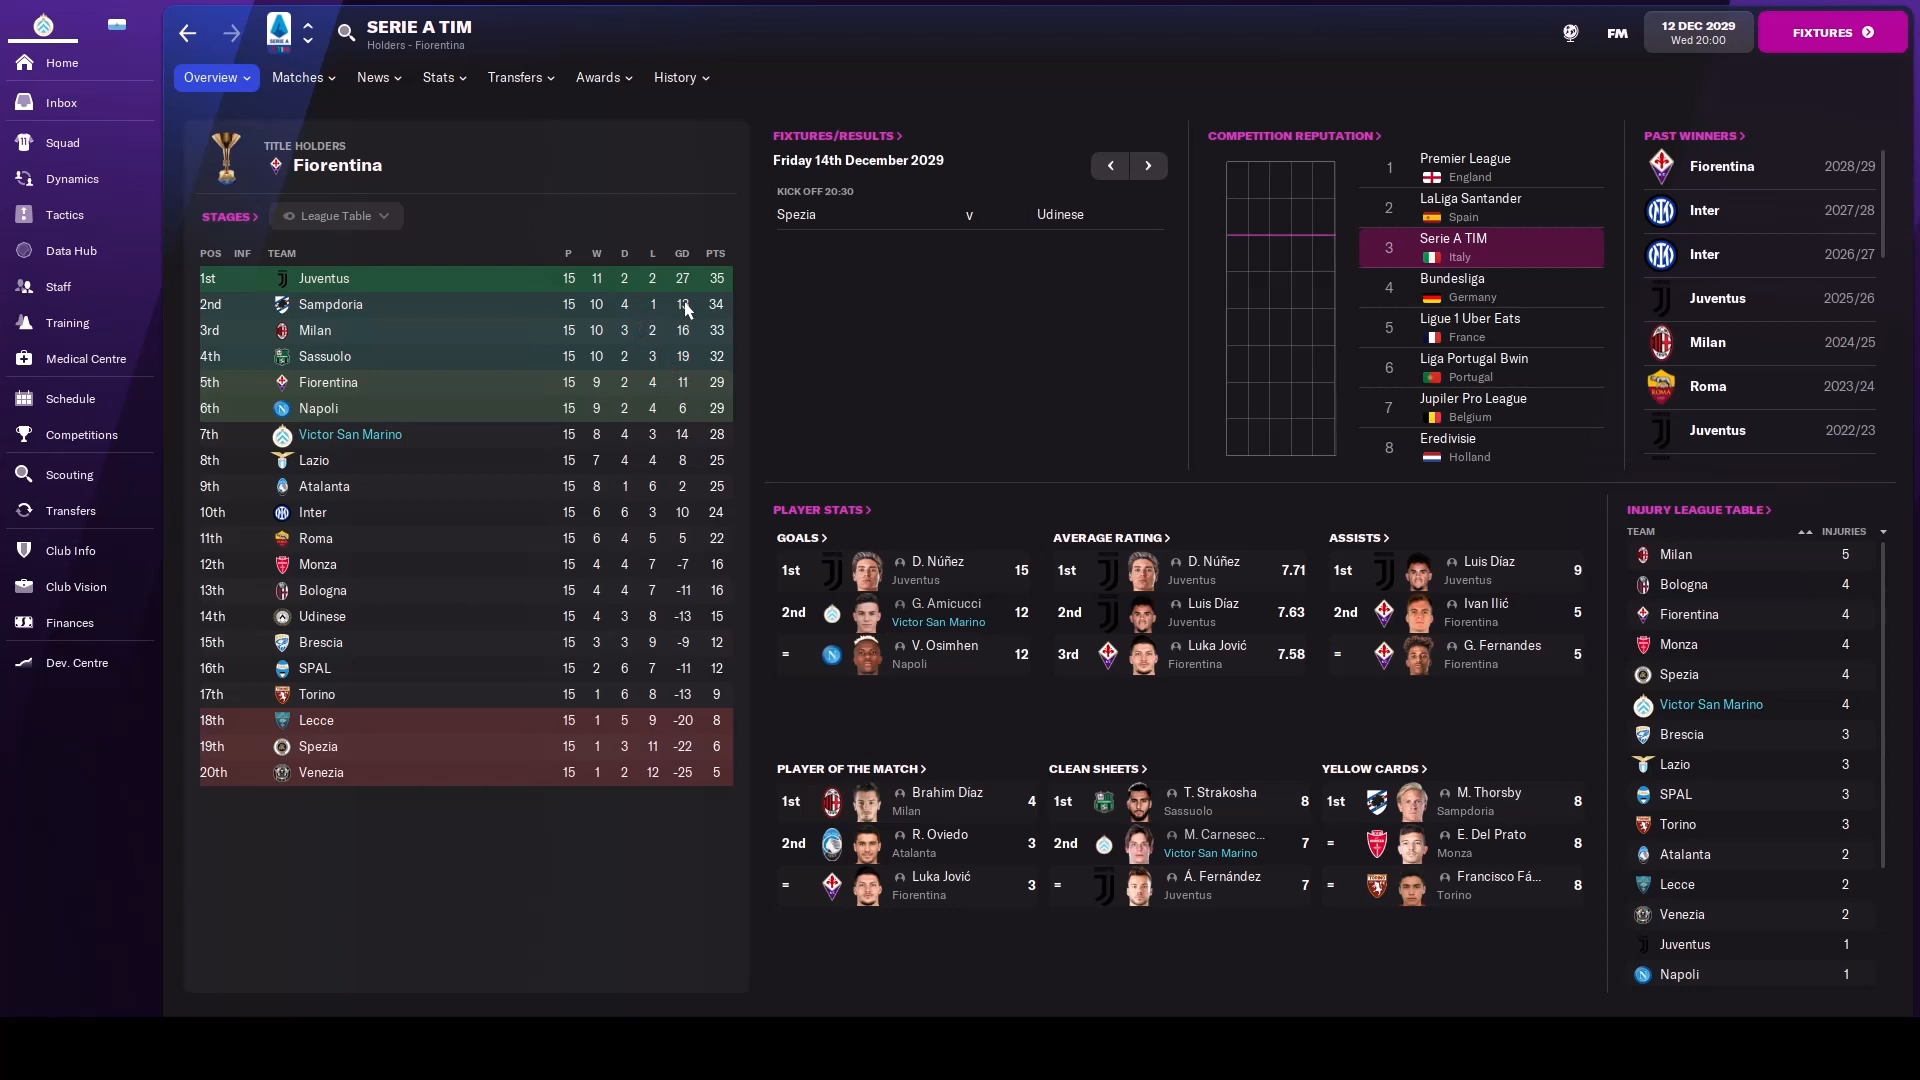 SERIE A TIM
Holders - Fiorentina
FM
12 DEC 2029
Wed 20:00
FIXTURES
Home
Inbox
Squad
Dynamics
Tactics
Data Hub
Staff
Training
Medical Centre
Schedule
Competitions
Scouting
Transfers
Club Info
Club Vision
Finances
Dev. Centre
Overview Matches News Stats Transfers Awards History
TITLE HOLDERS
Fiorentina
STAGES League Table
POS INF TEAM P W D L GD PTS
1st Juventus 15 11 2 2 27 35
2nd Sampdoria 15 10 4 1 34
3rd Milan 15 10 3 2 16 33
4th Sassuolo 15 10 2 3 19 32
5th Fiorentina 15 9 2 4 11 29
6th Napoli 15 9 2 4 6 29
7th Victor San Marino 15 8 4 3 14 28
8th Lazio 15 7 4 4 8 25
9th Atalanta 15 8 1 6 2 25
10th Inter 15 6 6 3 10 24
11th Roma 15 6 4 5 5 22
12th Monza 15 4 4 7 -7 16
13th Bologna 15 4 4 7 -11 16
14th Udinese 15 4 3 8 -13 15
15th Brescia 15 3 3 9 -9 12
16th SPAL 15 2 6 7 -11 12
17th Torino 15 1 6 8 -13 9
18th Lecce 15 1 5 9 -20 8
19th Spezia 15 1 3 11 -22 6
20th Venezia 15 1 2 12 -25 5
FIXTURES/RESULTS
Friday 14th December 2029
KICK OFF 20:30
Spezia v Udinese
COMPETITION REPUTATION
1 Premier League
England
2 LaLiga Santander
Spain
3 Serie A TIM
Italy
4 Bundesliga
Germany
5 Ligue 1 Uber Eats
France
6 Liga Portugal Bwin
Portugal
7 Jupiler Pro League
Belgium
8 Eredivisie
Holland
PAST WINNERS
Fiorentina 2028/29
Inter 2027/28
Inter 2026/27
Juventus 2025/26
Milan 2024/25
Roma 2023/24
Juventus 2022/23
PLAYER STATS
GOALS
1st D. Núñez 15
Juventus
2nd G. Amicucci 12
Victor San Marino
= V. Osimhen 12
Napoli
AVERAGE RATING
1st D. Núñez 7.71
Juventus
2nd Luis Díaz 7.63
Juventus
3rd Luka Jović 7.58
Fiorentina
ASSISTS
1st Luis Díaz 9
Juventus
2nd Ivan Ilić 5
Fiorentina
= G. Fernandes 5
Fiorentina
PLAYER OF THE MATCH
1st Brahim Díaz 4
Milan
2nd R. Oviedo 3
Atalanta
= Luka Jović 3
Fiorentina
CLEAN SHEETS
1st T. Strakosha 8
Sassuolo
2nd M. Carnesec... 7
Victor San Marino
= Á. Fernández 7
Juventus
YELLOW CARDS
1st M. Thorsby 8
Sampdoria
= E. Del Prato 8
Monza
= Francisco Fá... 8
Torino
INJURY LEAGUE TABLE
TEAM INJURIES
Milan 5
Bologna 4
Fiorentina 4
Monza 4
Spezia 4
Victor San Marino 4
Brescia 3
Lazio 3
SPAL 3
Torino 3
Atalanta 2
Lecce 2
Venezia 2
Juventus 1
Napoli 1